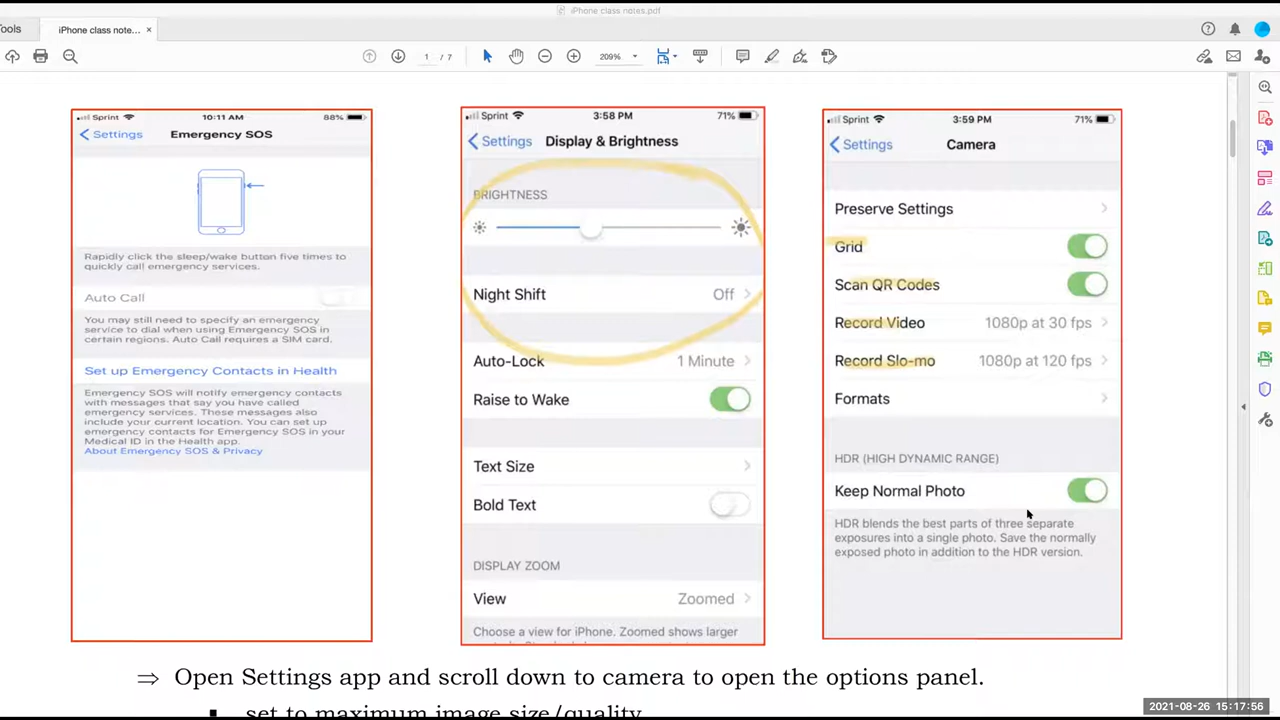 iPhone class notes.pdf
Tools
iPhone class note... ×
1 / 7
209%
Sprint 10:11 AM 88%
Settings Emergency SOS
Rapidly click the sleep/wake button five times to
quickly call emergency services.
Auto Call
You may still need to specify an emergency
service to dial when using Emergency SOS in
certain regions. Auto Call requires a SIM card.
Set up Emergency Contacts in Health
Emergency SOS will notify emergency contacts
with messages that say you have called
emergency services. These messages also
include your current location. You can set up
emergency contacts for Emergency SOS in your
Medical ID in the Health app.
About Emergency SOS & Privacy
Sprint 3:58 PM 71%
Settings Display & Brightness
BRIGHTNESS
Night Shift Off
Auto-Lock 1 Minute
Raise to Wake
Text Size
Bold Text
DISPLAY ZOOM
View Zoomed
Choose a view for iPhone. Zoomed shows larger
Sprint 3:59 PM 71%
Settings Camera
Preserve Settings
Grid
Scan QR Codes
Record Video 1080p at 30 fps
Record Slo-mo 1080p at 120 fps
Formats
HDR (HIGH DYNAMIC RANGE)
Keep Normal Photo
HDR blends the best parts of three separate
exposures into a single photo. Save the normally
exposed photo in addition to the HDR version.
⇒ Open Settings app and scroll down to camera to open the options panel.
▪ set to maximum image size/quality
2021-08-26 15:17:56